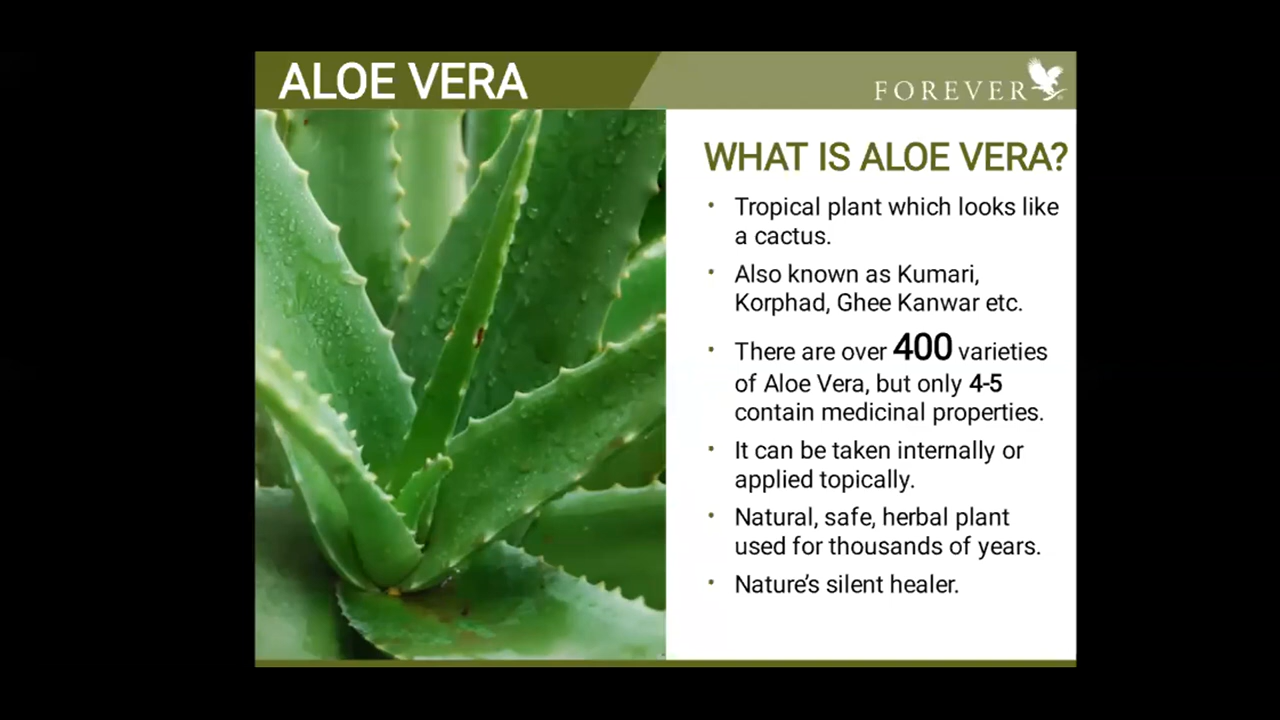 ALOE VERA
FOREVER
WHAT IS ALOE VERA?
• Tropical plant which looks like
a cactus.
• Also known as Kumari,
Korphad, Ghee Kanwar etc.
• There are over 400 varieties
of Aloe Vera, but only 4-5
contain medicinal properties.
• It can be taken internally or
applied topically.
• Natural, safe, herbal plant
used for thousands of years.
• Nature's silent healer.